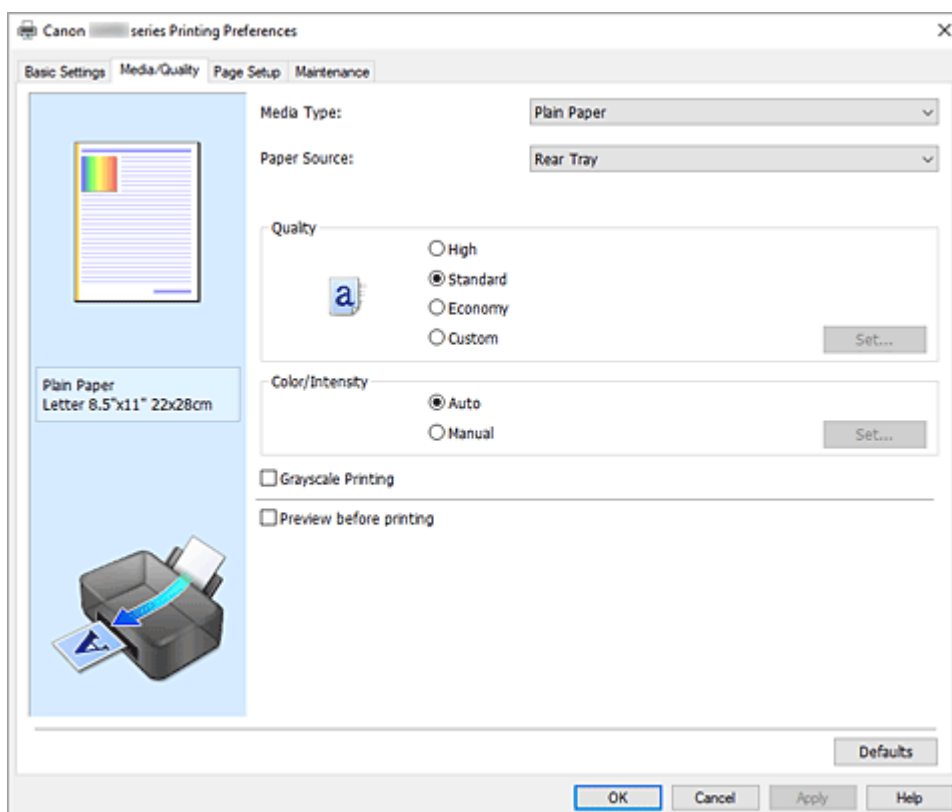 Canon series Printing Preferences
Basic Settings Media/Quality Page Setup Maintenance
Media Type: Plain Paper
Paper Source: Rear Tray
Quality
High
a
Standard
Economy
Custom
Set...
Plain Paper
Letter 8.5"x11" 22x28cm
Color/Intensity
Auto
Manual
Set...
Grayscale Printing
Preview before printing
A
Defaults
OK Cancel Apply Help